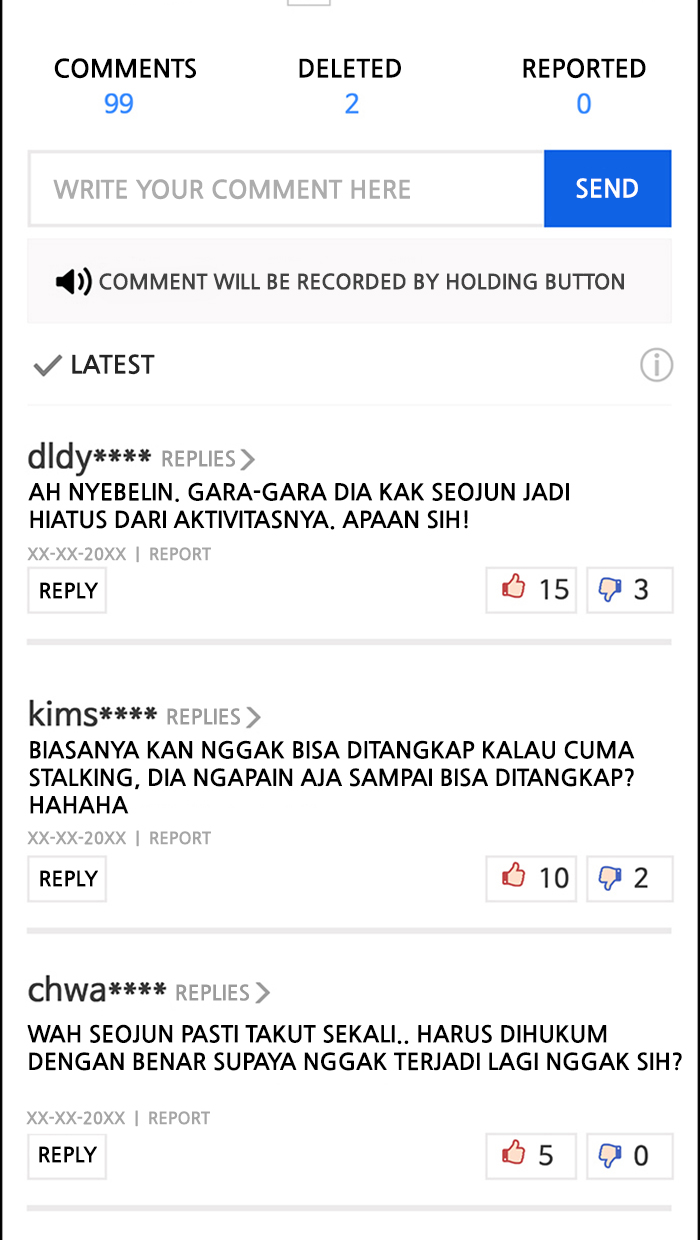 COMMENTS DELETED REPORTED
99 2 0
WRITE YOUR COMMENT HERE SEND
COMMENT WILL BE RECORDED BY HOLDING BUTTON
LATEST
dldy**** REPLIES
AH NYEBELIN. GARA-GARA DIA KAK SEOJUN JADI
HIATUS DARI AKTIVITASNYA. APAAN SIH!
XX-XX-20XX | REPORT
REPLY 15 3
kims**** REPLIES
BIASANYA KAN NGGAK BISA DITANGKAP KALAU CUMA
STALKING, DIA NGAPAIN AJA SAMPAI BISA DITANGKAP?
HAHAHA
XX-XX-20XX | REPORT
REPLY 10 2
chwa**** REPLIES
WAH SEOJUN PASTI TAKUT SEKALI.. HARUS DIHUKUM
DENGAN BENAR SUPAYA NGGAK TERJADI LAGI NGGAK SIH?
XX-XX-20XX | REPORT
REPLY 5 0